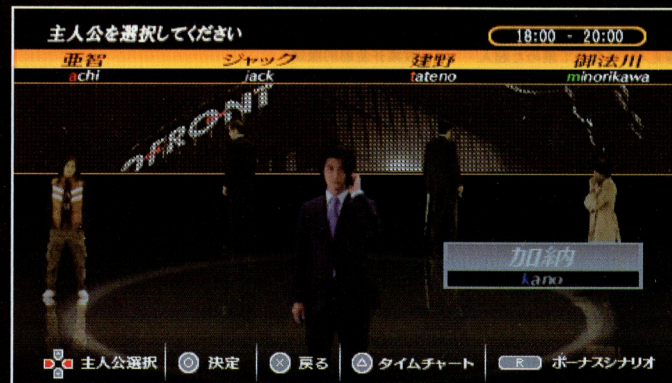 主人公を選択してください
18:00 - 20:00
亜智 ジャック 建野 御法川
achi jack tateno minorikawa
FRONT
加納
kano
主人公選択 ○ 決定 × 戻る △ タイムチャート R ボーナスシナリオ